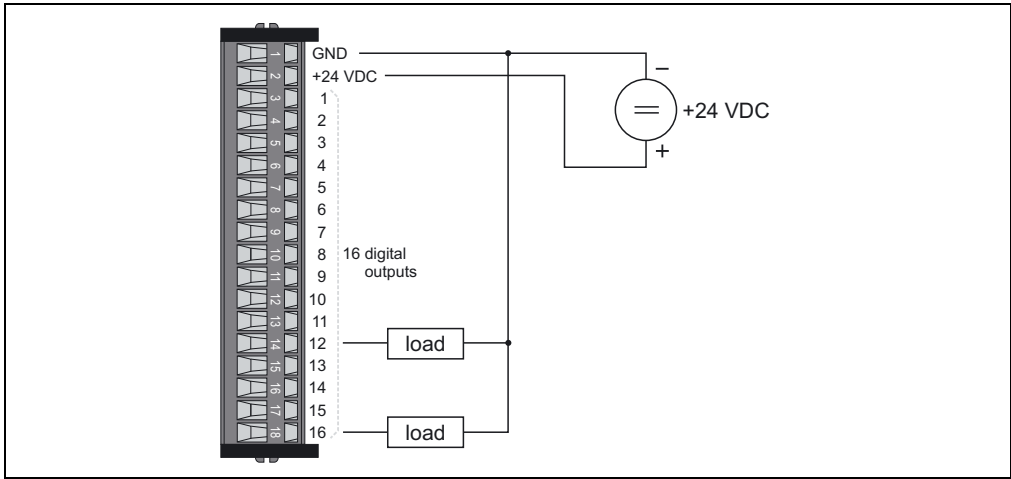 1 GND
2 +24 VDC
3 1
4 2
5 3
6 4
7 5
8 6
9 7
10 8
11 9
12 10
13 11
14 12
15 13
16 14
17 15
18 16
16 digital
outputs
load
load
−
+24 VDC
+